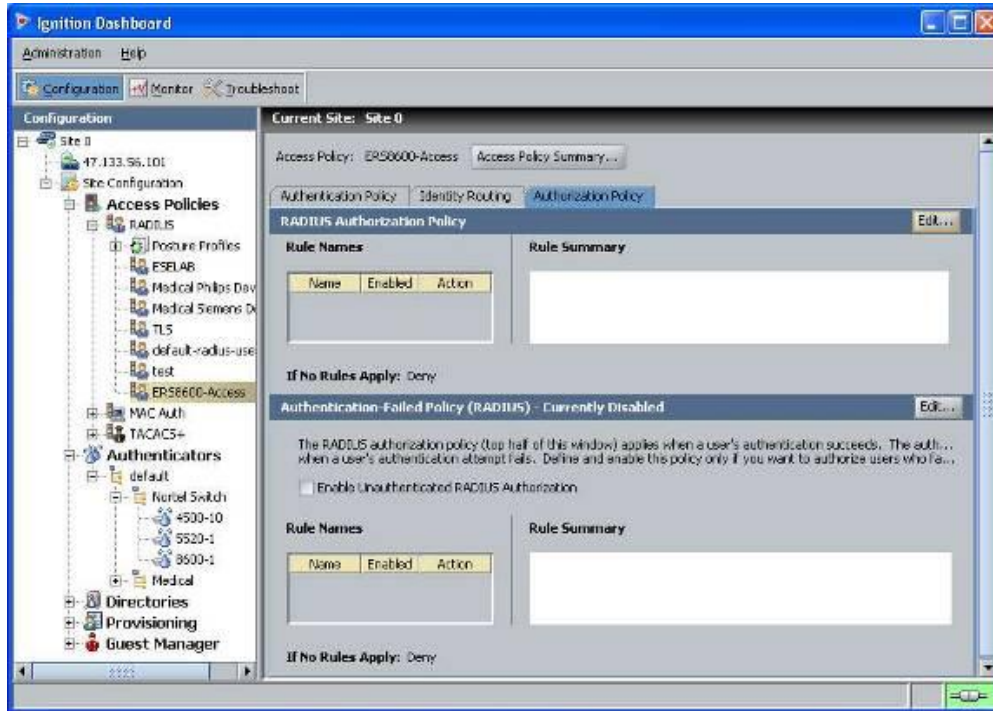 Ignition Dashboard
Administration Help
Configuration Monitor Troubleshoot
Configuration
Site 0
47.133.56.101
Site Configuration
Access Policies
RADIUS
Posture Profiles
ESELAB
Medical Philips Dev
Medical Siemens D
TLS
default-radius-use
test
ERS8600-Access
MAC Auth
TACACS+
Authenticators
default
Nortel Switch
4500-10
5520-1
8600-1
Medical
Directories
Provisioning
Guest Manager
Current Site: Site 0
Access Policy: ERS8600-Access Access Policy Summary...
Authentication Policy Identity Routing Authorization Policy
RADIUS Authorization Policy Edit...
Rule Names Rule Summary
Name Enabled Action
If No Rules Apply: Deny
Authentication-Failed Policy (RADIUS) - Currently Disabled Edit...
The RADIUS authorization policy (top half of this window) applies when a user's authentication succeeds. The auth...
when a user's authentication attempt fails. Define and enable this policy only if you want to authorize users who fa...
Enable Unauthenticated RADIUS Authorization
Rule Names Rule Summary
Name Enabled Action
If No Rules Apply: Deny